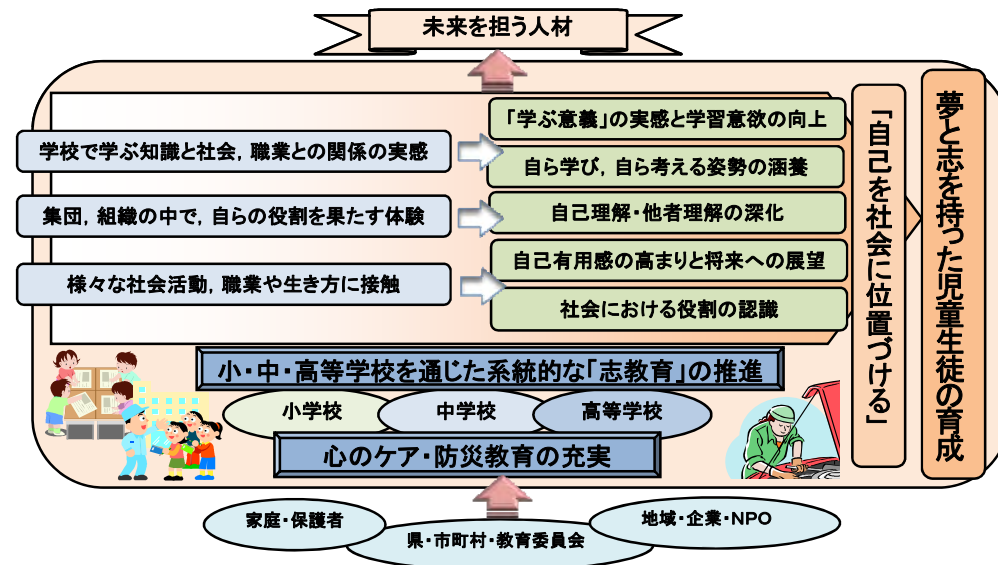 未来を担う人材
学校で学ぶ知識と社会，職業との関係の実感
集団，組織の中で，自らの役割を果たす体験
様々な社会活動，職業や生き方に接触
「学ぶ意義」の実感と学習意欲の向上
自ら学び，自ら考える姿勢の涵養
自己理解・他者理解の深化
自己有用感の高まりと将来への展望
社会における役割の認識
「自己を社会に位置づける」
夢と志を持った児童生徒の育成
小・中・高等学校を通じた系統的な「志教育」の推進
小学校
中学校
高等学校
心のケア・防災教育の充実
家庭・保護者
県・市町村・教育委員会
地域・企業・NPO